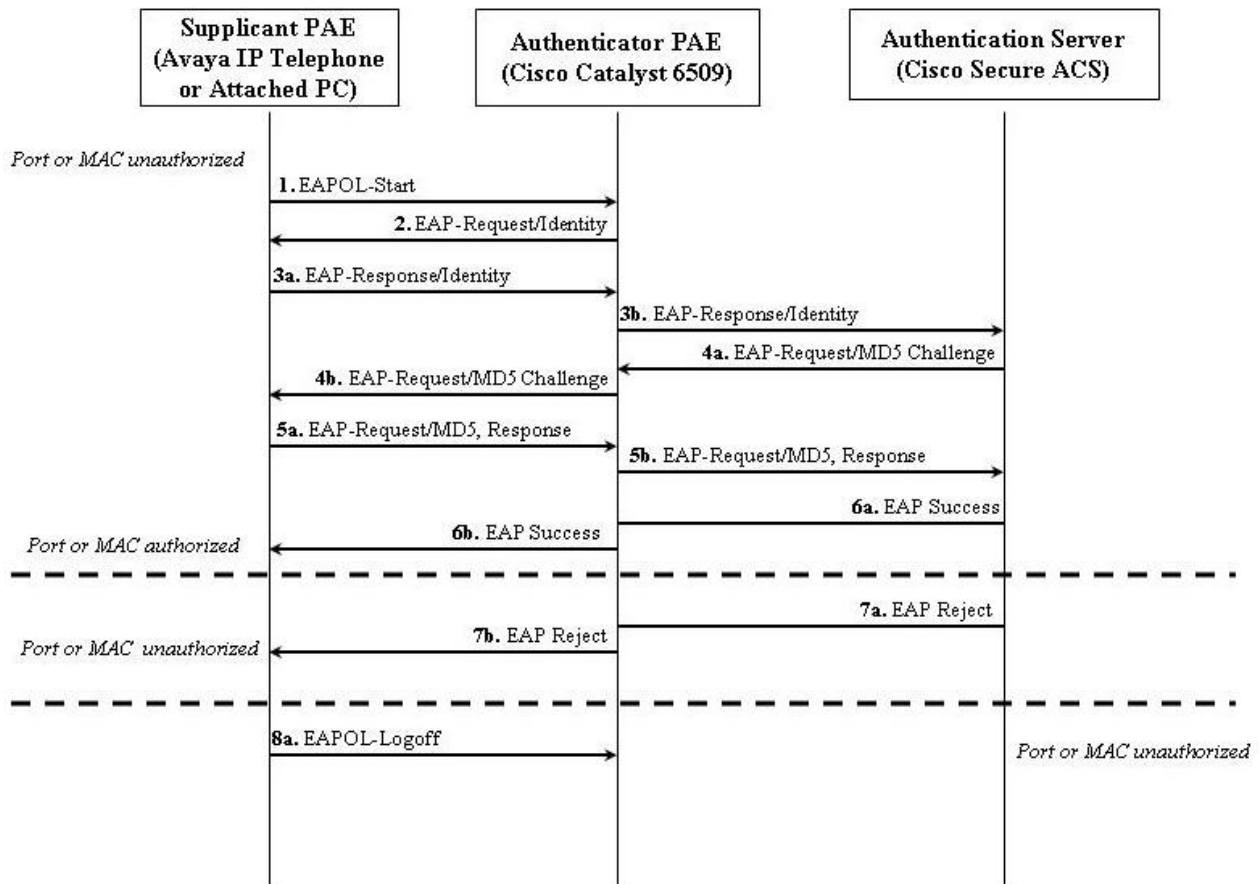 Supplicant PAE
(Avaya IP Telephone
or Attached PC)
Authenticator PAE
(Cisco Catalyst 6509)
Authentication Server
(Cisco Secure ACS)
Port or MAC unauthorized
1. EAPOL-Start
2. EAP-Request/Identity
3a. EAP-Response/Identity
3b. EAP-Response/Identity
4a. EAP-Request/MD5 Challenge
4b. EAP-Request/MD5 Challenge
5a. EAP-Request/MD5, Response
5b. EAP-Request/MD5, Response
6a. EAP Success
6b. EAP Success
Port or MAC authorized
7a. EAP Reject
7b. EAP Reject
Port or MAC unauthorized
8a. EAPOL-Logoff
Port or MAC unauthorized